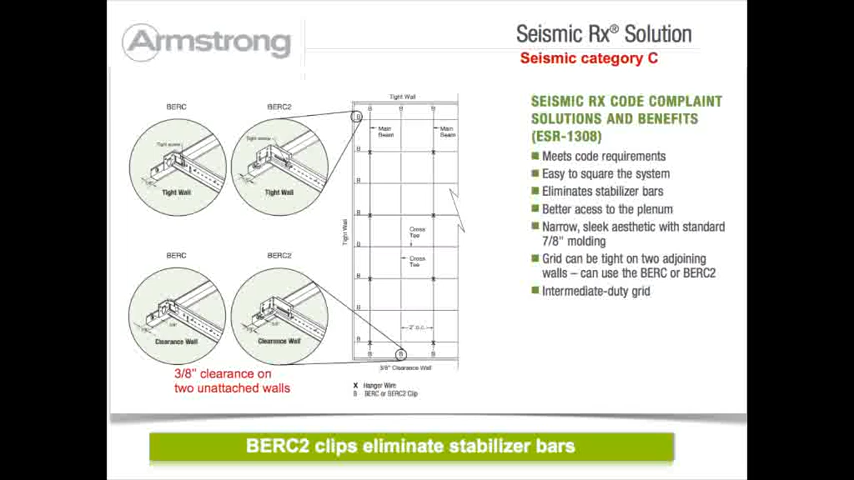 Armstrong
Seismic Rx® Solution
Seismic category C
SEISMIC RX CODE COMPLAINT
SOLUTIONS AND BENEFITS
(ESR-1308)
Meets code requirements
Easy to square the system
Eliminates stabilizer bars
Better acess to the plenum
Narrow, sleek aesthetic with standard
7/8" molding
Grid can be tight on two adjoining
walls – can use the BERC or BERC2
Intermediate-duty grid
BERC
BERC2
Tight Wall
Tight Wall
BERC
BERC2
3/8"
Clearance Wall
3/8"
Clearance Wall
3/8" clearance on
two unattached walls
Tight Wall
Main
Beam
Main
Beam
Tight Wall
Cross
Tee
Cross
Tee
2' o.c.
3/8" Clearance Wall
X Hanger Wire
B BERC or BERC2 Clip
BERC2 clips eliminate stabilizer bars